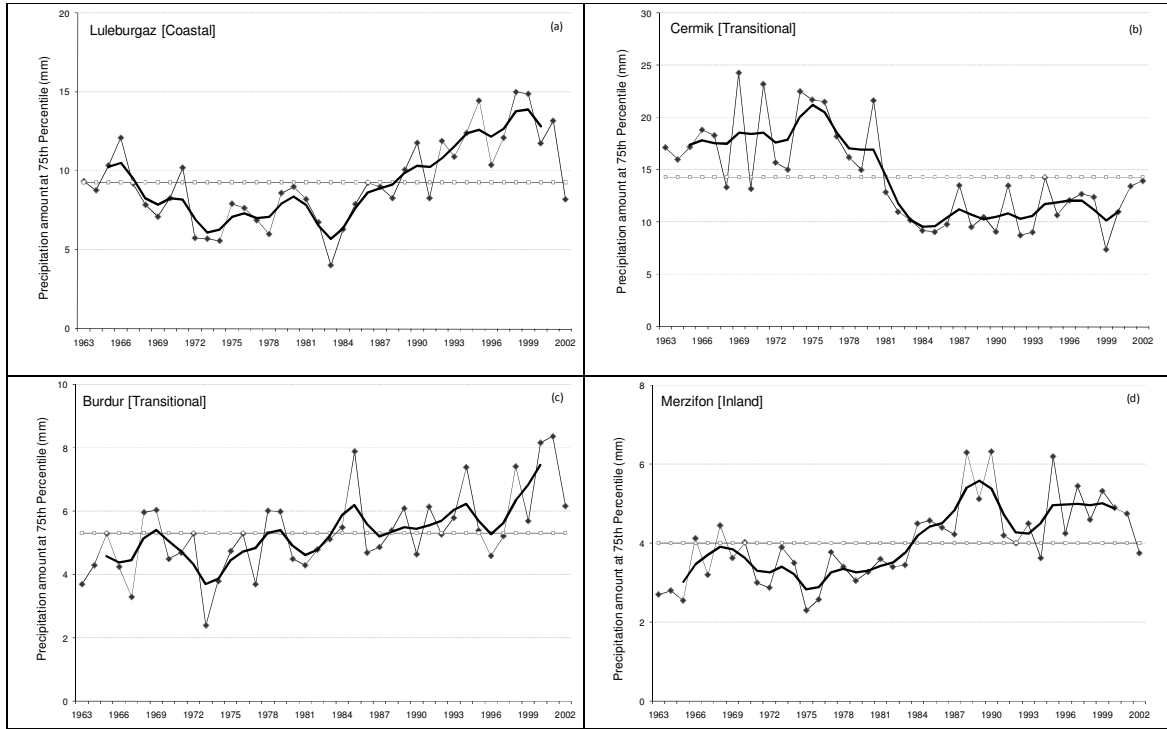 Luleburgaz [Coastal]
(a)
Precipitation amount at 75th Percentile (mm)
20
15
10
5
0
1963 1966 1969 1972 1975 1978 1981 1984 1987 1990 1993 1996 1999 2002
Cermik [Transitional]
(b)
Precipitation amount at 75th Percentile (mm)
30
25
20
15
10
5
0
1963 1966 1969 1972 1975 1978 1981 1984 1987 1990 1993 1996 1999 2002
Burdur [Transitional]
(c)
Precipitation amount at 75th Percentile (mm)
10
8
6
4
2
0
1963 1966 1969 1972 1975 1978 1981 1984 1987 1990 1993 1996 1999 2002
Merzifon [Inland]
(d)
Precipitation amount at 75th Percentile (mm)
8
6
4
2
0
1963 1966 1969 1972 1975 1978 1981 1984 1987 1990 1993 1996 1999 2002